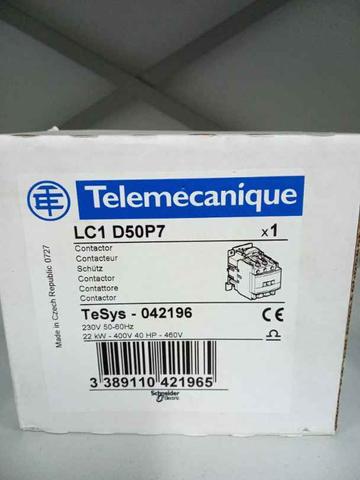 Telemecanique
LC1 D50P7 x1
Contactor
Contacteur
Schütz
Contactor
Contattore
Contactor
TeSys - 042196
230V 50-60Hz
22 kW - 400V 40 HP - 460V
3 389110 421965
Schneider
Electric
Made in Czech Republic 0727
CE